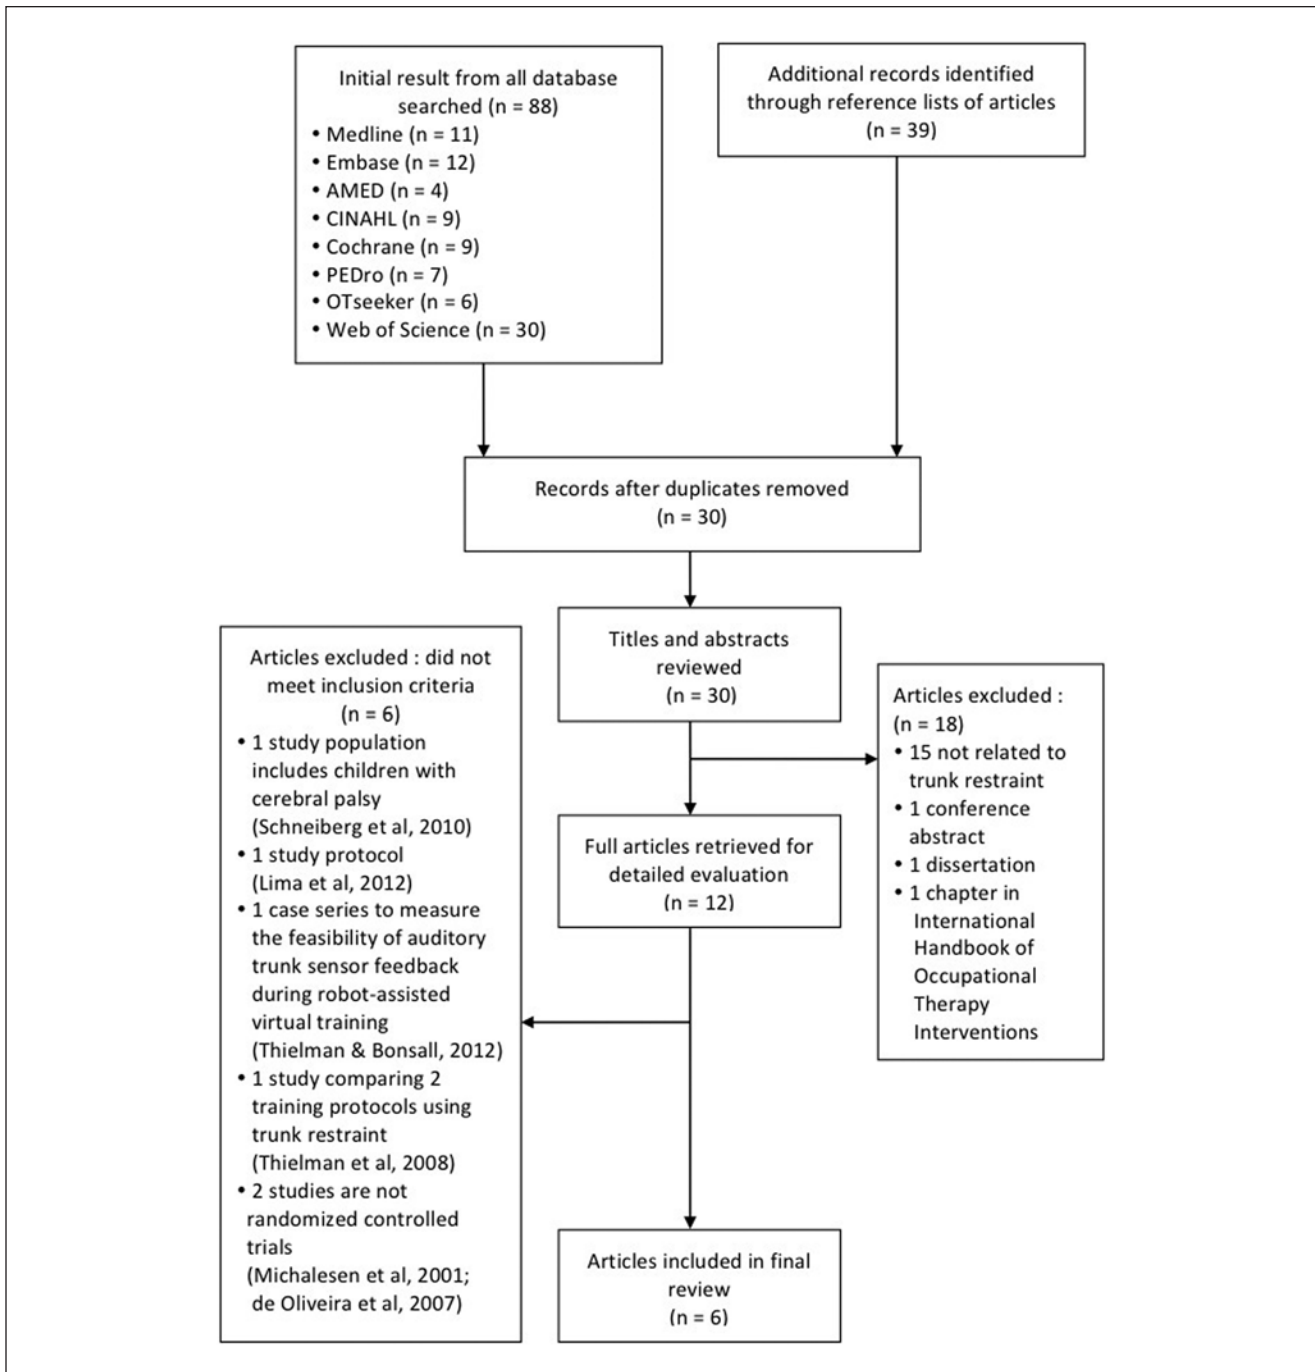 Initial result from all database
searched (n = 88)
• Medline (n = 11)
• Embase (n = 12)
• AMED (n = 4)
• CINAHL (n = 9)
• Cochrane (n = 9)
• PEDro (n = 7)
• OTseeker (n = 6)
• Web of Science (n = 30)
Additional records identified
through reference lists of articles
(n = 39)
Records after duplicates removed
(n = 30)
Titles and abstracts
reviewed
(n = 30)
Articles excluded :
(n = 18)
• 15 not related to
trunk restraint
• 1 conference
abstract
• 1 dissertation
• 1 chapter in
International
Handbook of
Occupational
Therapy
Interventions
Full articles retrieved for
detailed evaluation
(n = 12)
Articles excluded : did not
meet inclusion criteria
(n = 6)
• 1 study population
includes children with
cerebral palsy
(Schneiberg et al, 2010)
• 1 study protocol
(Lima et al, 2012)
• 1 case series to measure
the feasibility of auditory
trunk sensor feedback
during robot-assisted
virtual training
(Thielman & Bonsall, 2012)
• 1 study comparing 2
training protocols using
trunk restraint
(Thielman et al, 2008)
• 2 studies are not
randomized controlled
trials
(Michalesen et al, 2001;
de Oliveira et al, 2007)
Articles included in final
review
(n = 6)